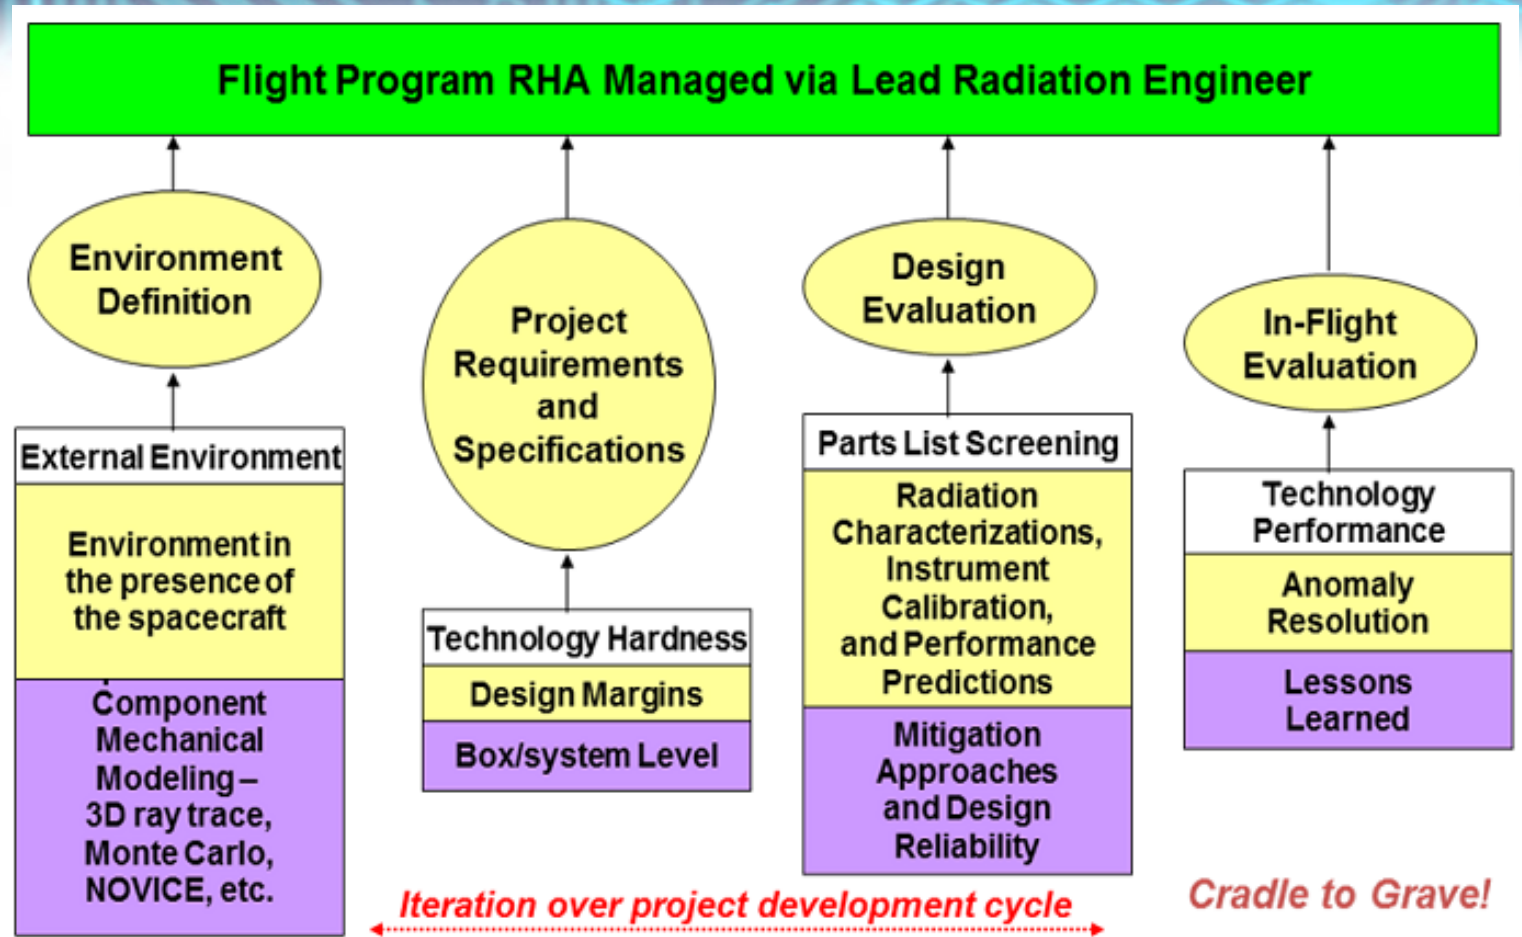 Flight Program RHA Managed via Lead Radiation Engineer
Environment
Definition
External Environment
Environment in
the presence of
the spacecraft
Component
Mechanical
Modeling –
3D ray trace,
Monte Carlo,
NOVICE, etc.
Project
Requirements
and
Specifications
Technology Hardness
Design Margins
Box/system Level
Design
Evaluation
Parts List Screening
Radiation
Characterizations,
Instrument
Calibration,
and Performance
Predictions
Mitigation
Approaches
and Design
Reliability
In-Flight
Evaluation
Technology
Performance
Anomaly
Resolution
Lessons
Learned
Iteration over project development cycle
Cradle to Grave!